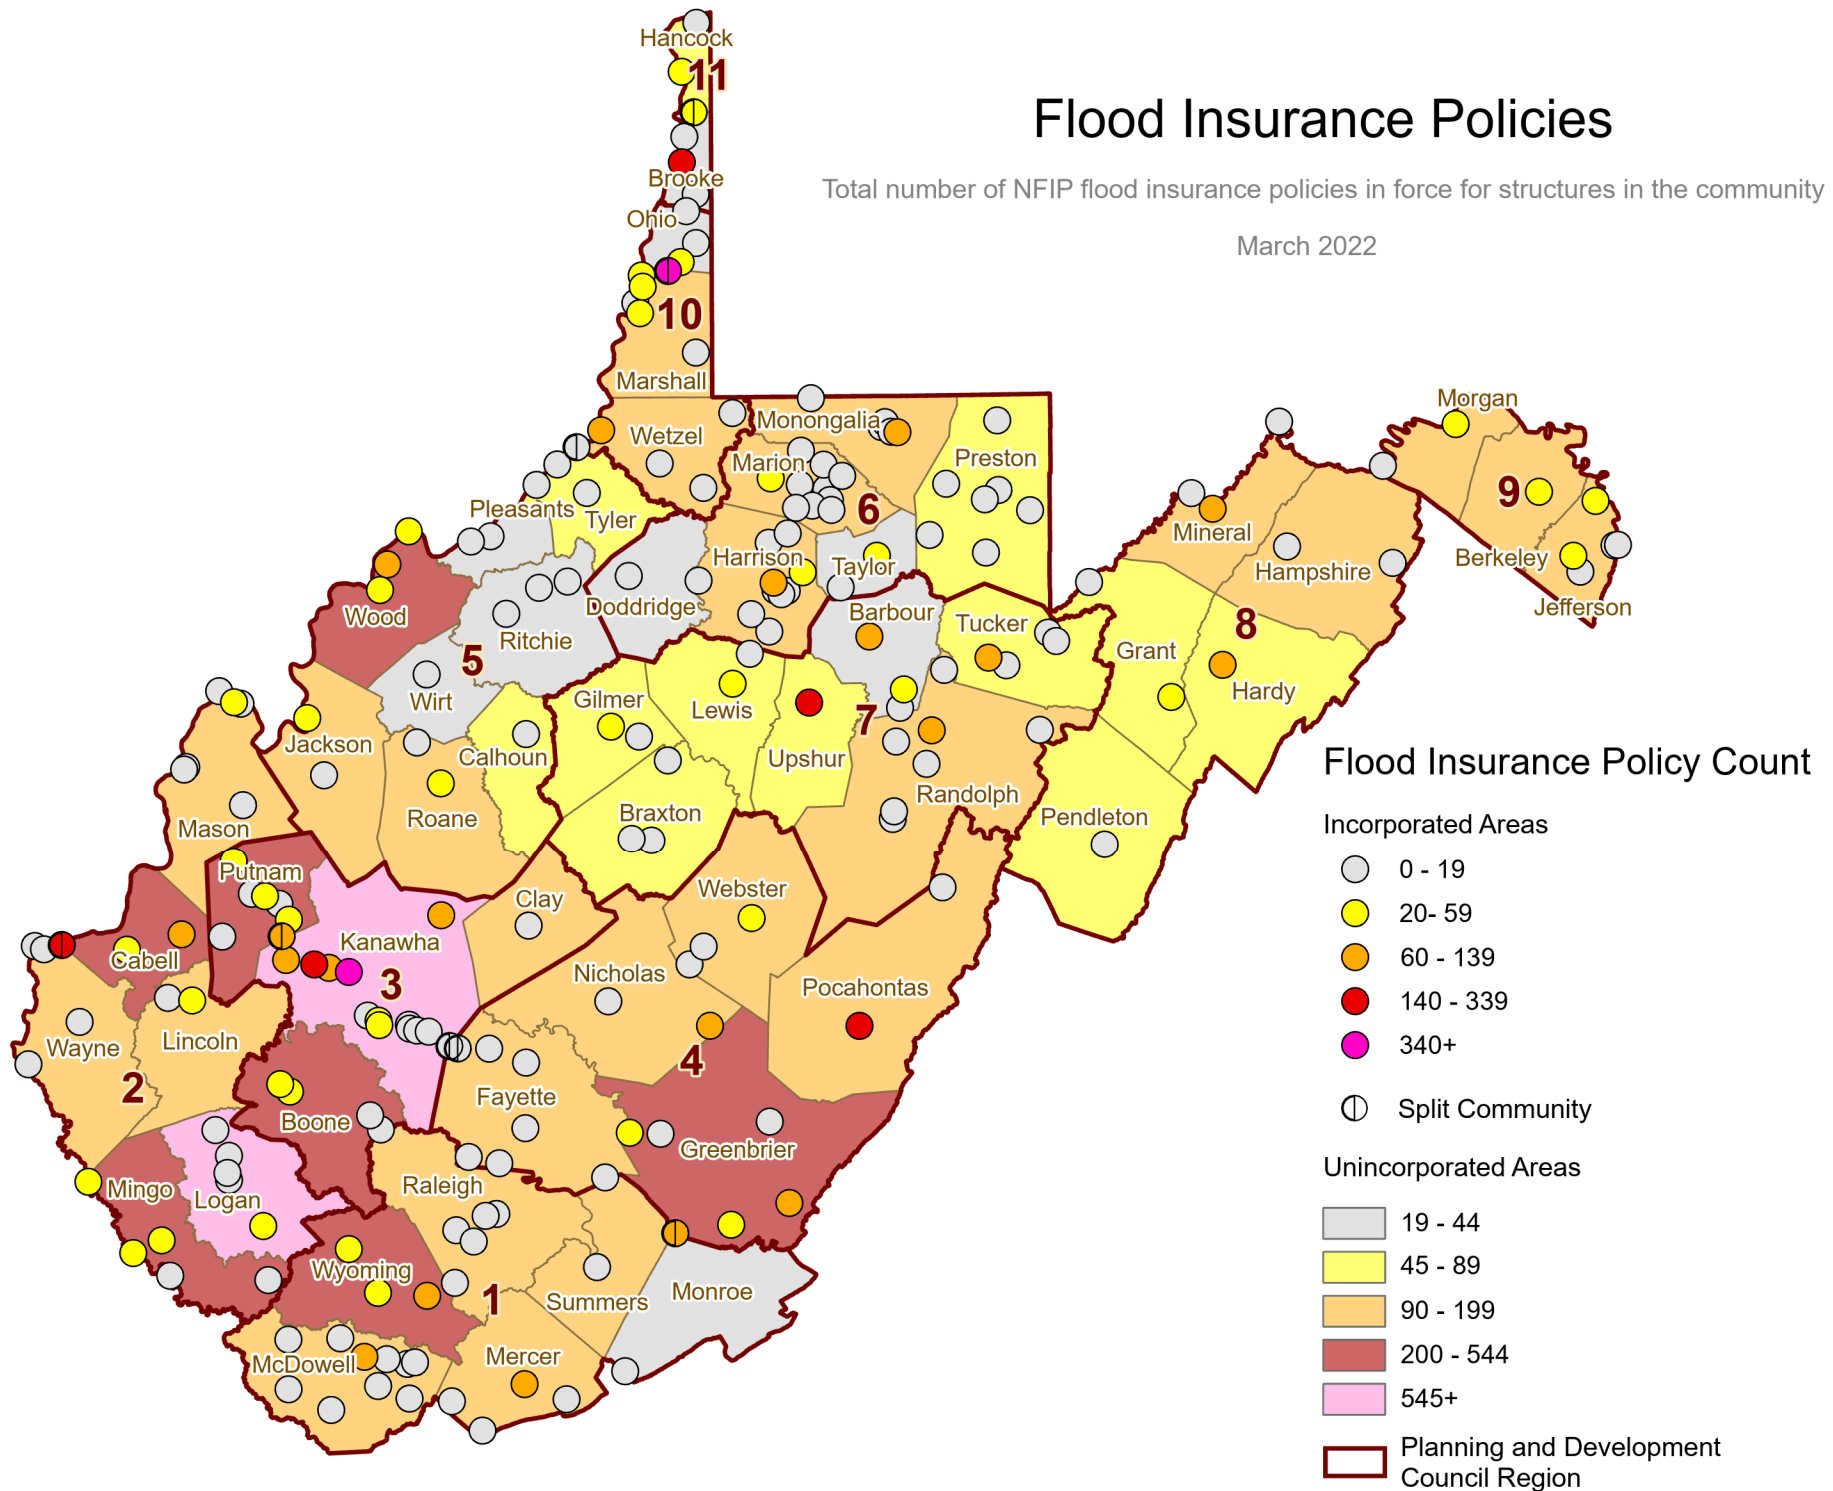 Flood Insurance Policies
Total number of NFIP flood insurance policies in force for structures in the community
March 2022
Hancock
11
Brooke
Ohio
10
Marshall
Wetzel
Monongalia
Marion
Preston
6
Pleasants
Tyler
Harrison
Taylor
Doddridge
Barbour
Wood
Ritchie
5
Wirt
Tucker
Morgan
9
Mineral
Berkeley
Hampshire
Jefferson
8
Grant
Hardy
Gilmer
Lewis
7
Upshur
Jackson
Calhoun
Roane
Braxton
Randolph
Pendleton
Mason
Putnam
Clay
Webster
Kanawha
Cabell
3
Nicholas
Pocahontas
Wayne
Lincoln
2
4
Fayette
Boone
Greenbrier
Mingo
Logan
Raleigh
Wyoming
1
Summers
Monroe
McDowell
Mercer
Flood Insurance Policy Count
Incorporated Areas
0 - 19
20- 59
60 - 139
140 - 339
340+
Split Community
Unincorporated Areas
19 - 44
45 - 89
90 - 199
200 - 544
545+
Planning and Development
Council Region